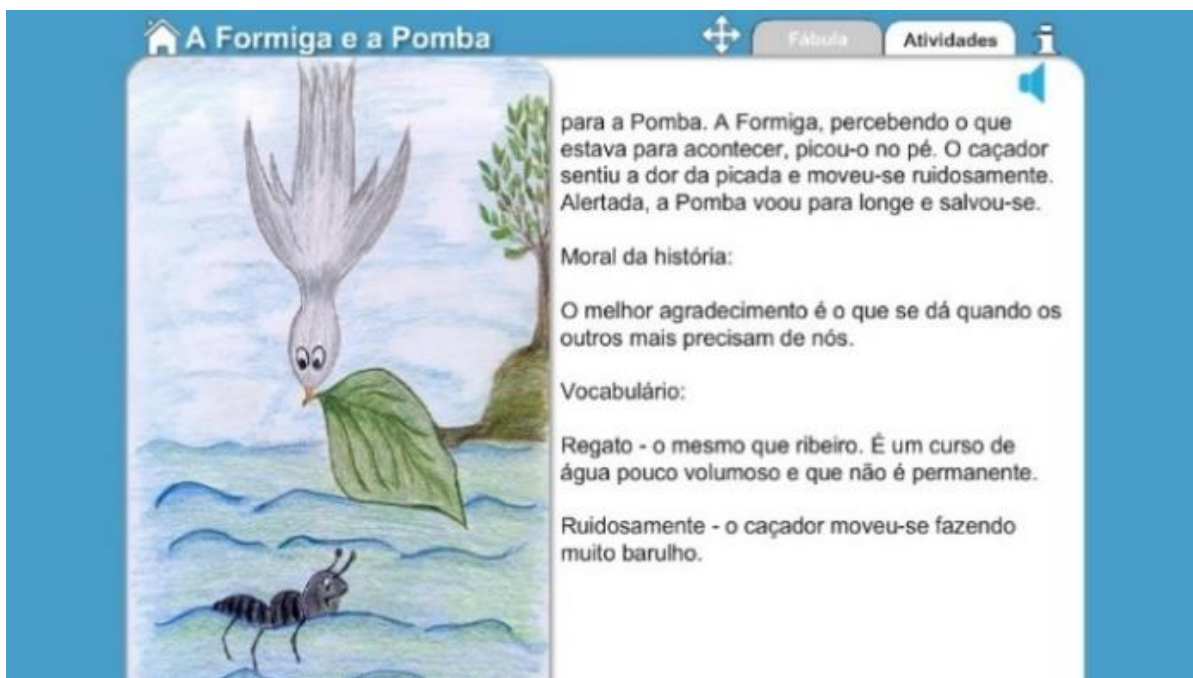 A Formiga e a Pomba
Fábula
Atividades
para a Pomba. A Formiga, percebendo o que
estava para acontecer, picou-o no pé. O caçador
sentiu a dor da picada e moveu-se ruidosamente.
Alertada, a Pomba voou para longe e salvou-se.
Moral da história:
O melhor agradecimento é o que se dá quando os
outros mais precisam de nós.
Vocabulário:
Regato - o mesmo que ribeiro. É um curso de
água pouco volumoso e que não é permanente.
Ruidosamente - o caçador moveu-se fazendo
muito barulho.